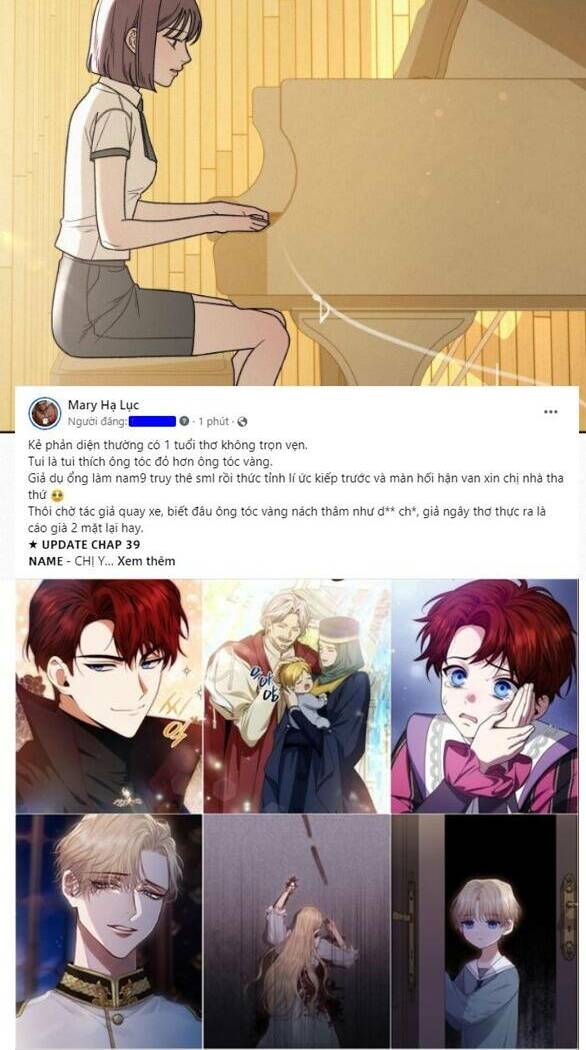 Mary Hạ Lục
Người đăng: · 1 phút ·
Kẻ phản diện thường có 1 tuổi thơ không trọn vẹn.
Tui là tui thích ông tóc đỏ hơn ông tóc vàng.
Giả dụ ổng làm nam9 truy thê sml rồi thức tỉnh lí ức kiếp trước và màn hối hận van xin chị nhà tha
thứ 🥺
Thôi chờ tác giả quay xe, biết đâu ông tóc vàng nách thâm như d** ch*, giả ngây thơ thực ra là
cáo già 2 mặt lại hay.
★ UPDATE CHAP 39
NAME - CHỊ Y... Xem thêm